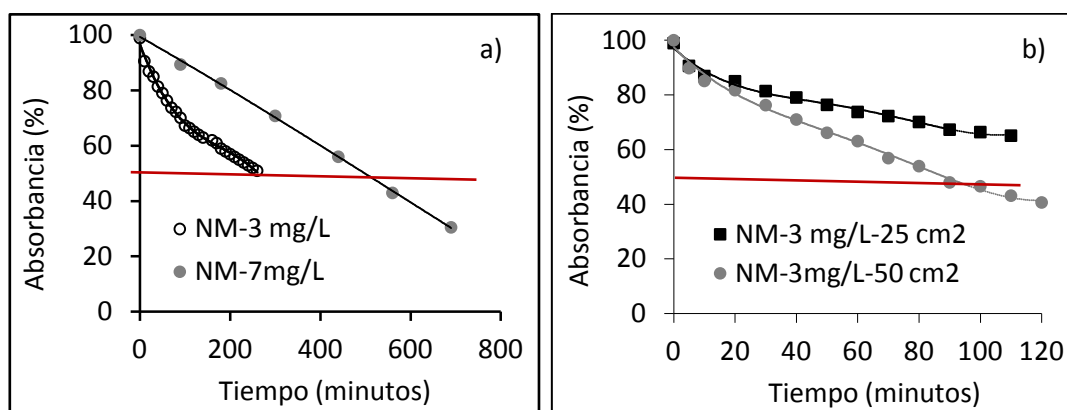 a)
Absorbancia (%)
100
80
60
40
20
0
NM-3 mg/L
NM-7mg/L
0 200 400 600 800
Tiempo (minutos)
b)
Absorbancia (%)
100
80
60
40
20
0
NM-3 mg/L-25 cm2
NM-3mg/L-50 cm2
0 20 40 60 80 100 120
Tiempo (minutos)